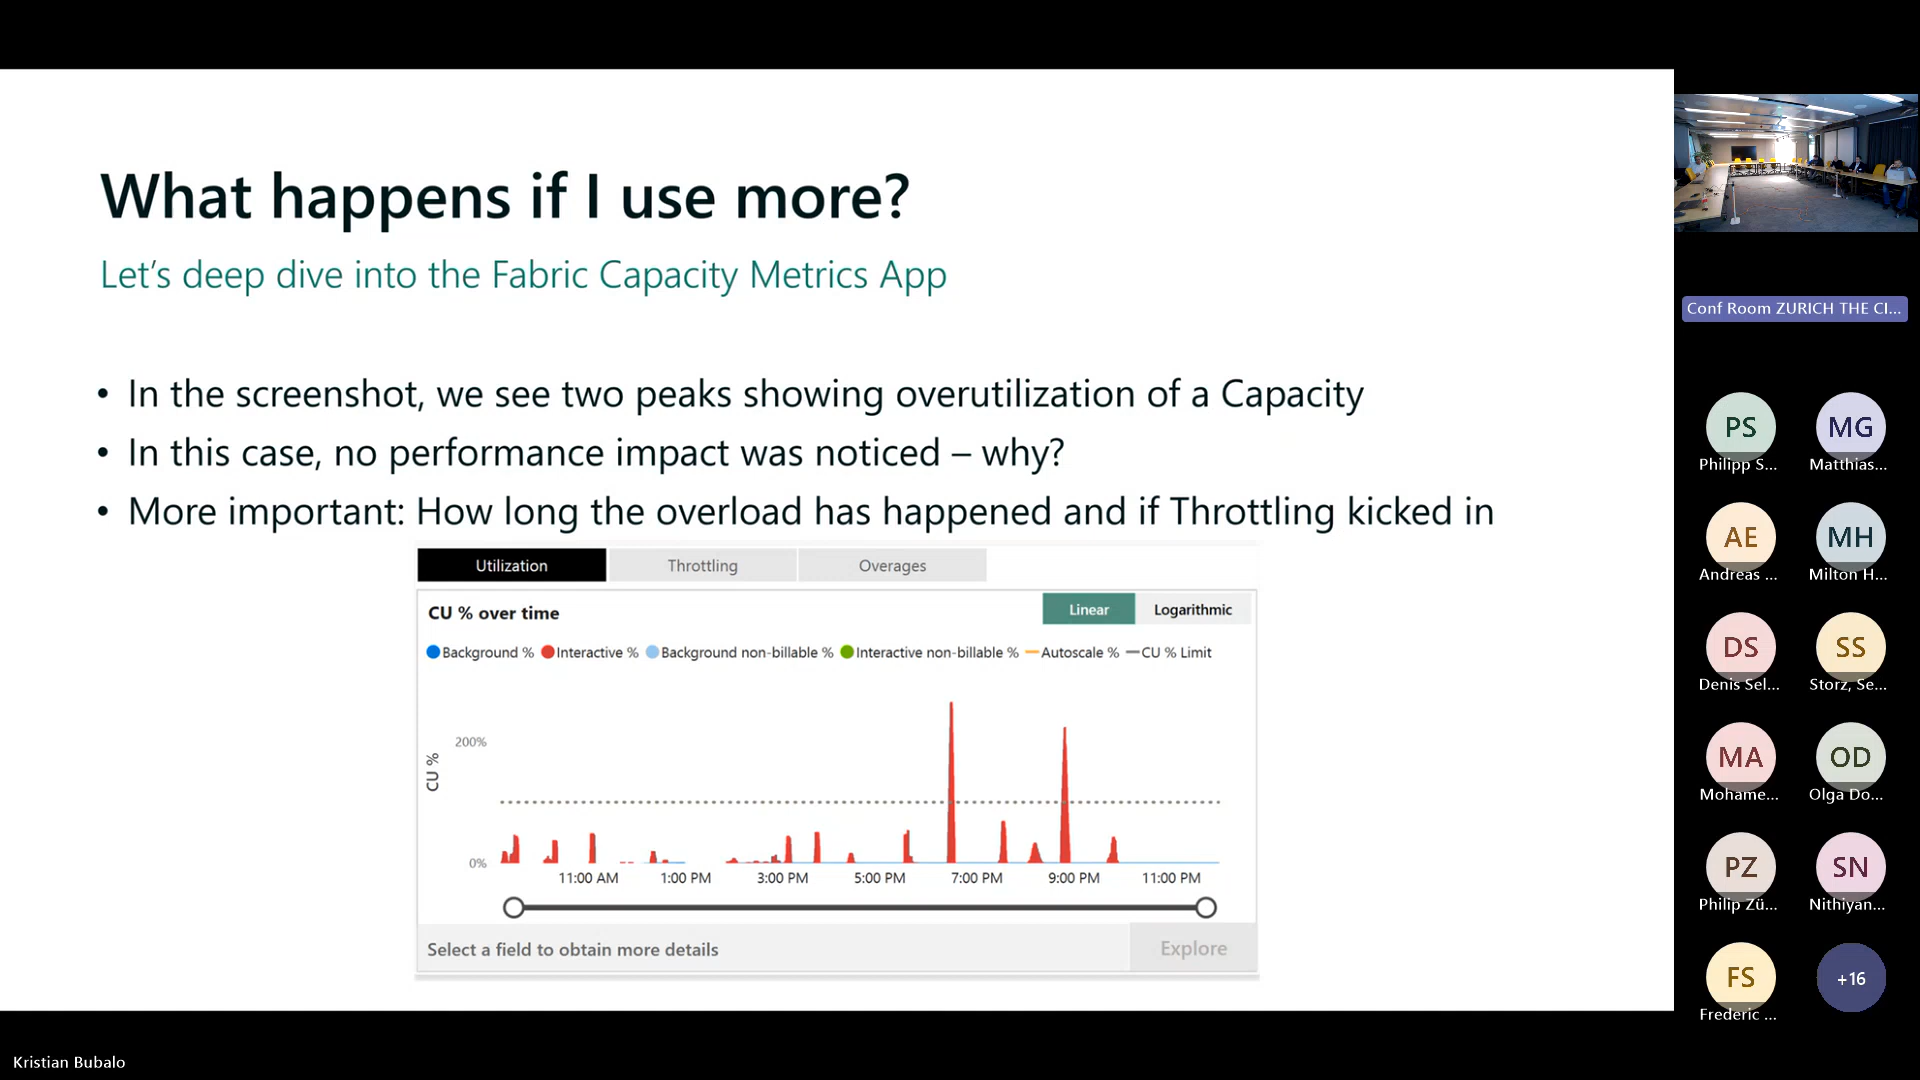 What happens if I use more?
Let's deep dive into the Fabric Capacity Metrics App
• In the screenshot, we see two peaks showing overutilization of a Capacity
• In this case, no performance impact was noticed – why?
• More important: How long the overload has happened and if Throttling kicked in
Utilization Throttling Overages
CU % over time
Linear Logarithmic
Background % Interactive % Background non-billable % Interactive non-billable % Autoscale % CU % Limit
CU %
200%
0%
11:00 AM 1:00 PM 3:00 PM 5:00 PM 7:00 PM 9:00 PM 11:00 PM
Select a field to obtain more details
Explore
Conf Room ZURICH THE CI...
PS MG
Philipp S... Matthias...
AE MH
Andreas ... Milton H...
DS SS
Denis Sel... Storz, Se...
MA OD
Mohame... Olga Do...
PZ SN
Philip Zü... Nithiyan...
FS +16
Frederic ...
Kristian Bubalo